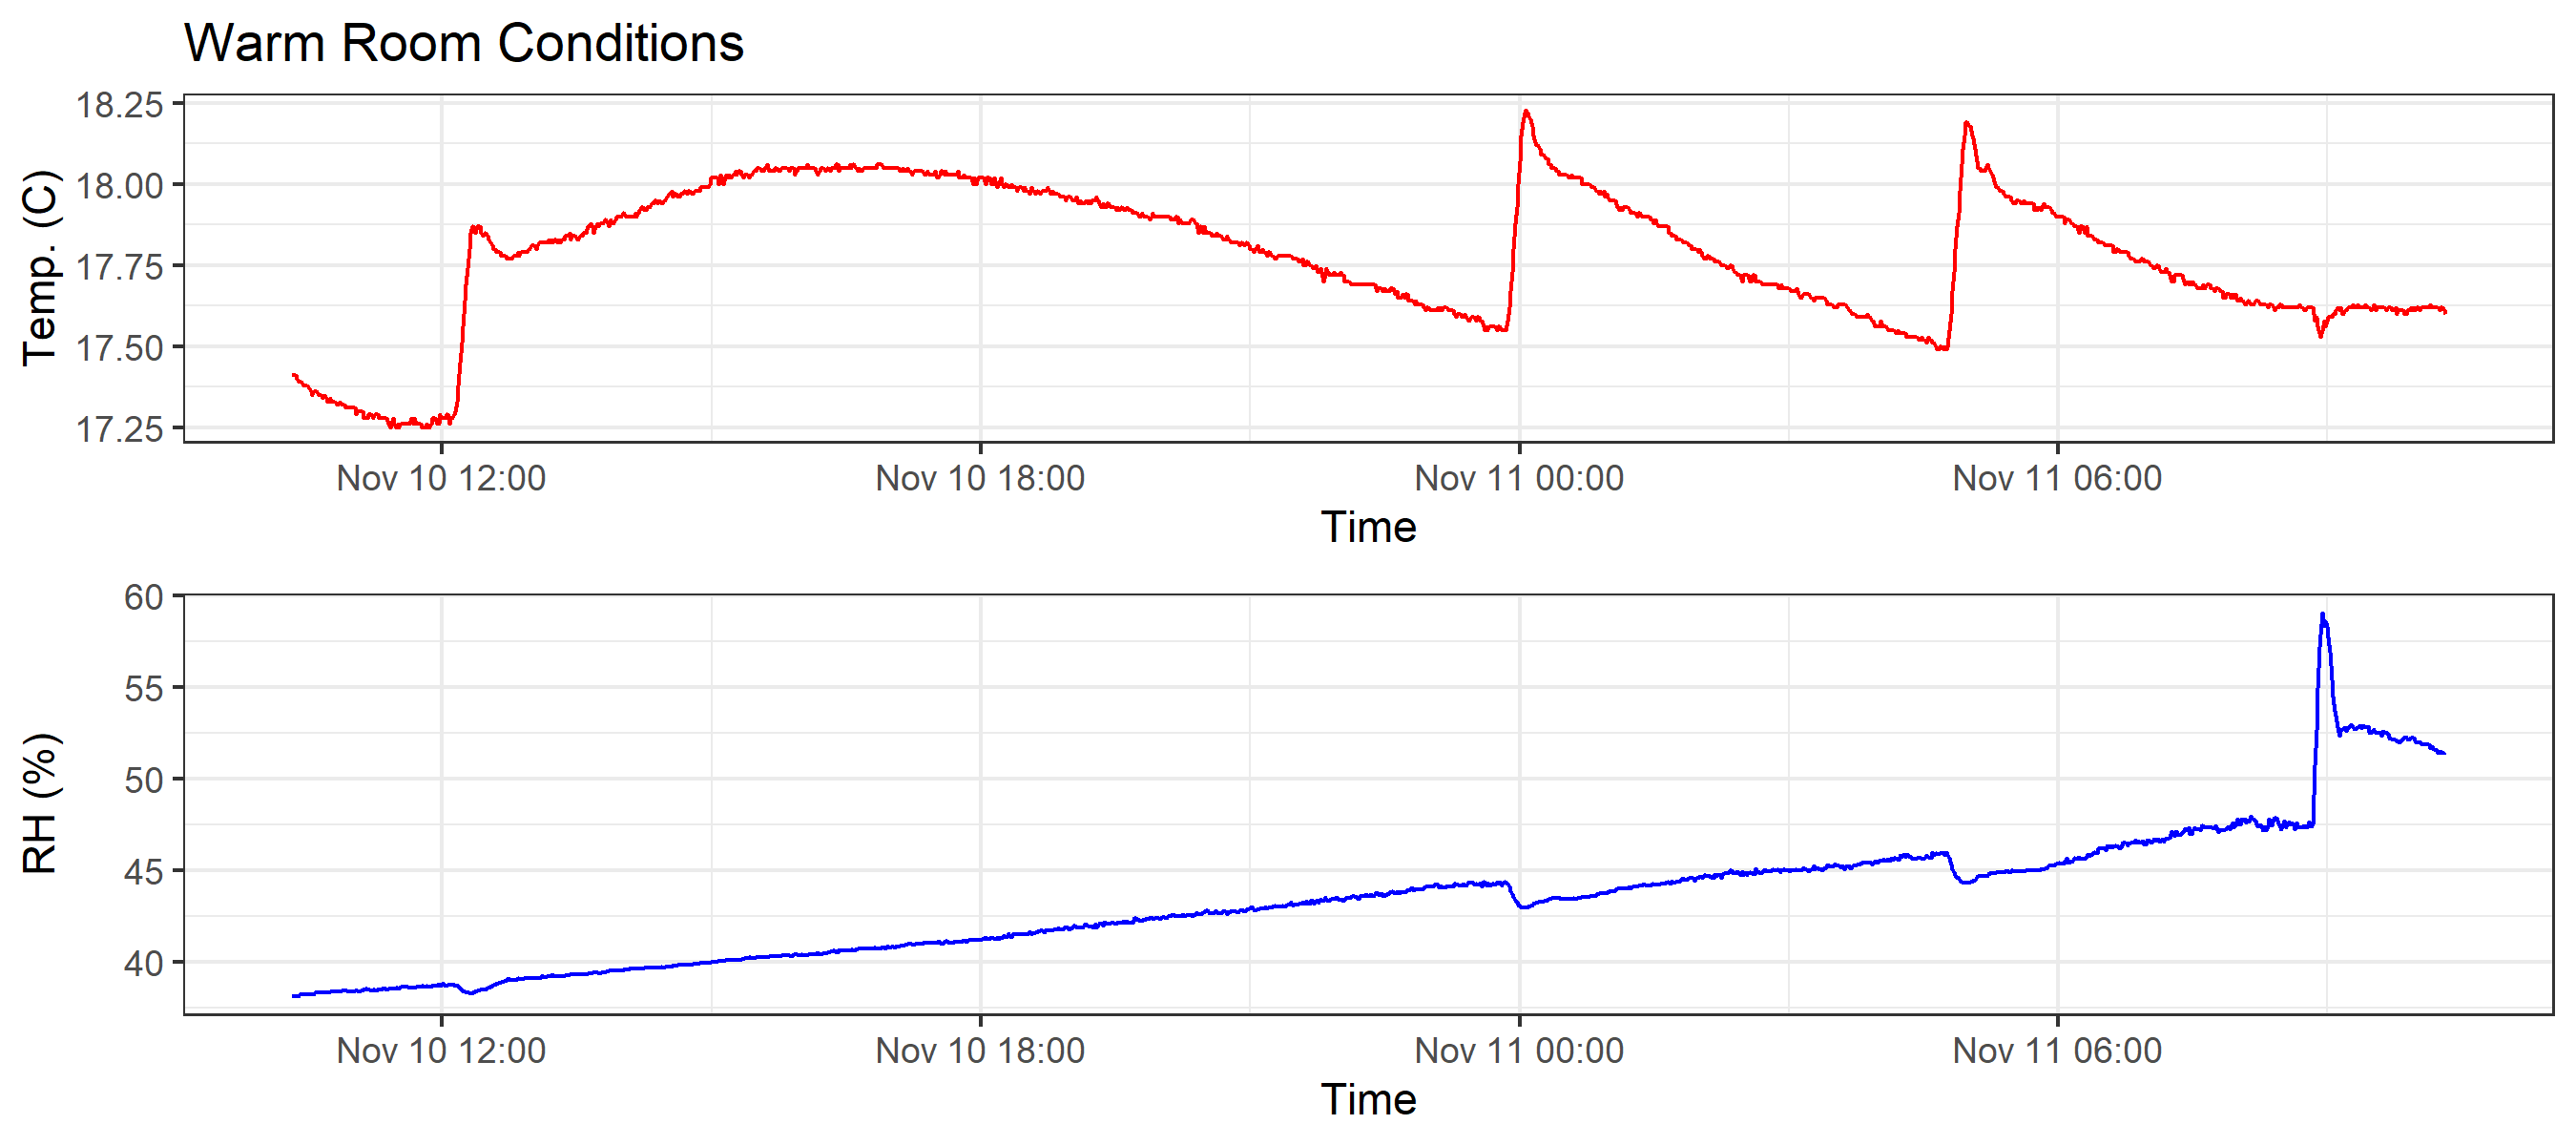 Warm Room Conditions
18.25
18.00
17.75
17.50
17.25
Temp. (C)
Nov 10 12:00 Nov 10 18:00 Nov 11 00:00 Nov 11 06:00
Time
60
55
50
45
40
RH (%)
Nov 10 12:00 Nov 10 18:00 Nov 11 00:00 Nov 11 06:00
Time